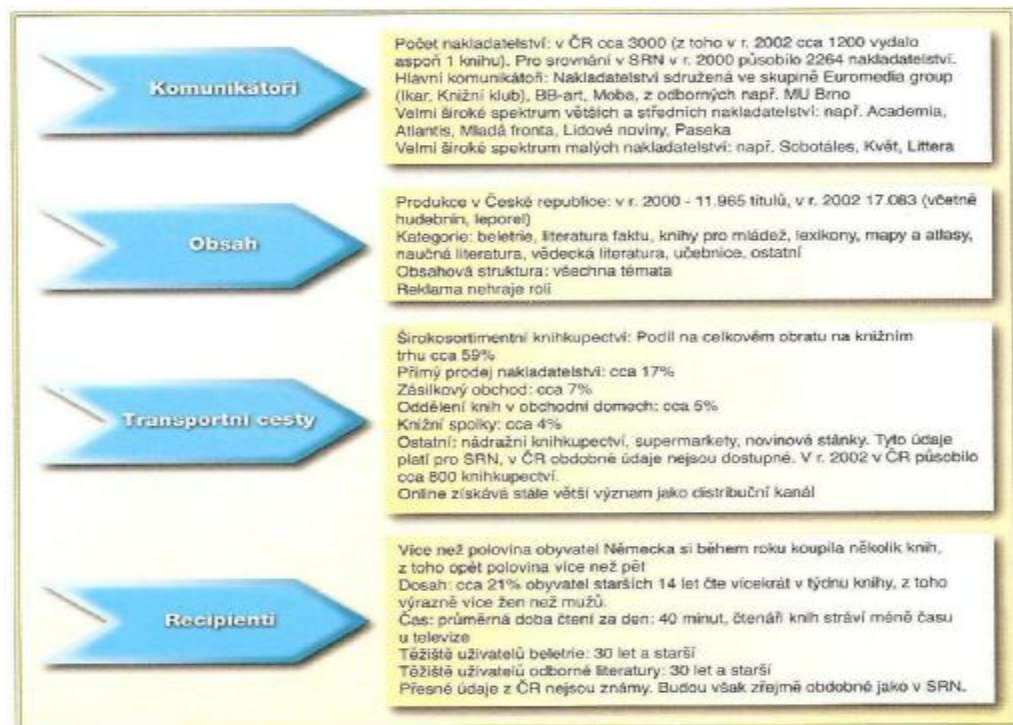 Komunikátoři
Počet nakladatelství: v ČR cca 3000 (z toho v r. 2002 cca 1200 vydalo
aspoň 1 knihu). Pro srovnání v SRN v r. 2000 působilo 2264 nakladatelství.
Hlavní komunikátoři: Nakladatelství sdružená ve skupině Euromedia group
(Ikar, Knižní klub), BB-art, Moba, z odborných např. MU Brno
Velmi široké spektrum větších a středních nakladatelství: např. Academia,
Atlantis, Mladá fronta, Lidové noviny, Paseka
Velmi široké spektrum malých nakladatelství: např. Sobotáles, Květ, Littera
Obsah
Produkce v České republice: v r. 2000 - 11.965 titulů, v r. 2002 17.083 (včetně
hudebnin, leporel)
Kategorie: beletrie, literatura faktu, knihy pro mládež, lexikony, mapy a atlasy,
naučná literatura, vědecká literatura, učebnice, ostatní
Obsahová struktura: všechna témata
Reklama nehraje roli
Transportní cesty
Širokosortimentní knihkupectví: Podíl na celkovém obratu na knižním
trhu cca 59%
Přímý prodej nakladatelství: cca 17%
Zásilkový obchod: cca 7%
Oddělení knih v obchodní domech: cca 5%
Knižní spolky: cca 4%
Ostatní: nádražní knihkupectví, supermarkety, novinové stánky. Tyto údaje
platí pro SRN, v ČR obdobné údaje nejsou dostupné. V r. 2002 v ČR působilo
cca 800 knihkupectví.
Online získává stále větší význam jako distribuční kanál
Recipienti
Více než polovina obyvatel Německa si během roku koupila několik knih,
z toho opět polovina více než pět
Dosah: cca 21% obyvatel starších 14 let čte vícekrát v týdnu knihy, z toho
výrazně více žen než mužů.
Čas: průměrná doba čtení za den: 40 minut, čtenáři knih stráví méně času
u televize
Těžiště uživatelů beletrie: 30 let a starší
Těžiště uživatelů odborné literatury: 30 let a starší
Přesné údaje z ČR nejsou známy. Budou však zřejmě obdobné jako v SRN.